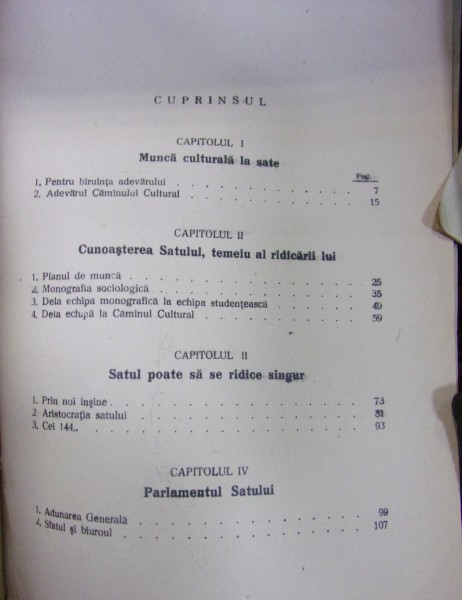 CUPRINSUL
CAPITOLUL I
Muncă culturală la sate
Pag.
1. Pentru biruința adevărului . . . . . . . . . . 7
2. Adevărul Căminului Cultural . . . . . . . . . . 15
CAPITOLUL II
Cunoașterea Satului, temeiu al ridicării lui
1. Planul de muncă . . . . . . . . . . . . . 25
2. Monografia sociologică . . . . . . . . . . . 35
3. Dela echipa monografică la echipa studențească . . . . . 49
4. Dela echipă la Căminul Cultural . . . . . . . . . 59
CAPITOLUL II
Satul poate să se ridice singur
1. Prin noi inșine . . . . . . . . . . . . . 73
2 Aristocrația satului . . . . . . . . . . . . 81
3. Cei 144.. . . . . . . . . . . . . . . 93
CAPITOLUL IV
Parlamentul Satului
1. Adunarea Generală . . . . . . . . . . . . 99
2. Sfatul și biuroul . . . . . . . . . . . . 107